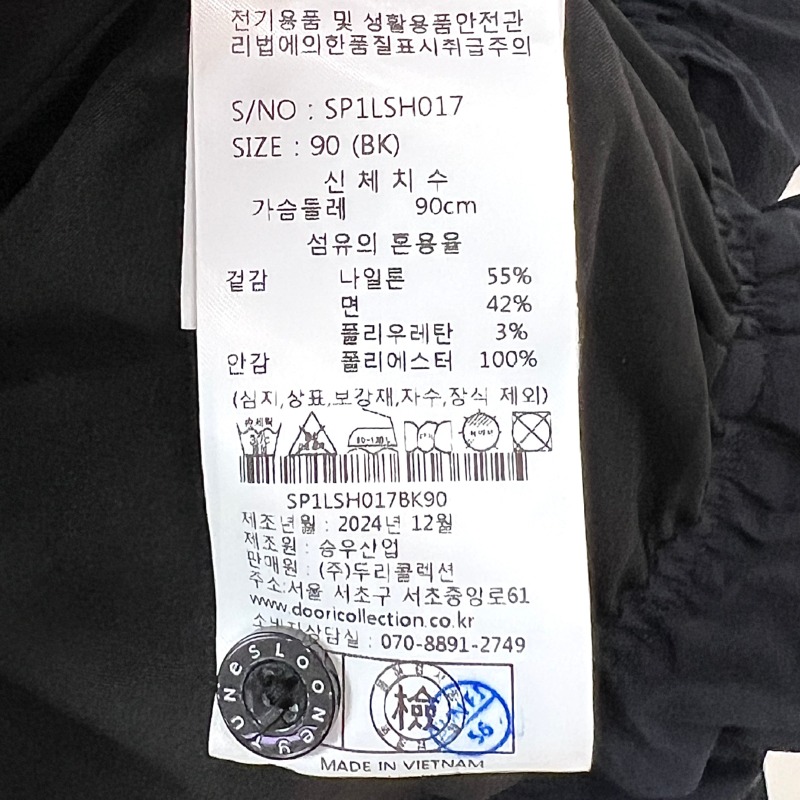 전기용품 및 생활용품안전관
리법에의한품질표시취급주의
S/NO : SP1LSH017
SIZE : 90 (BK)
신 체 치 수
가슴둘레 90cm
섬유의 혼용율
겉감 나일론 55%
면 42%
폴리우레탄 3%
안감 폴리에스터 100%
(심지,상표,보강재,자수,장식 제외)
SP1LSH017BK90
제조년월 : 2024년 12월
제조원 : 승우산업
판매원 : (주)두리콜렉션
주소:서울 서초구 서초중앙로61
www.dooricollection.co.kr
소비자상담실 : 070-8891-2749
檢
MADE IN VIETNAM